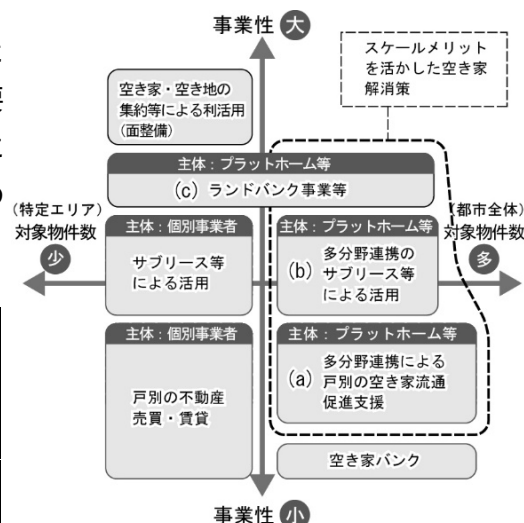 事業性 大
スケールメリット
を活かした空き家
解消策
空き家・空き地の
集約等による利活用
(面整備)
主体：プラットホーム等
(c) ランドバンク事業等
(特定エリア)
対象物件数
少
(都市全体)
対象物件数
多
主体：個別事業者
サブリース等
による活用
主体：プラットホーム等
(b) 多分野連携の
サブリース等
による活用
主体：個別事業者
戸別の不動産
売買・賃貸
主体：プラットホーム等
(a) 多分野連携による
戸別の空き家流通
促進支援
空き家バンク
事業性 小